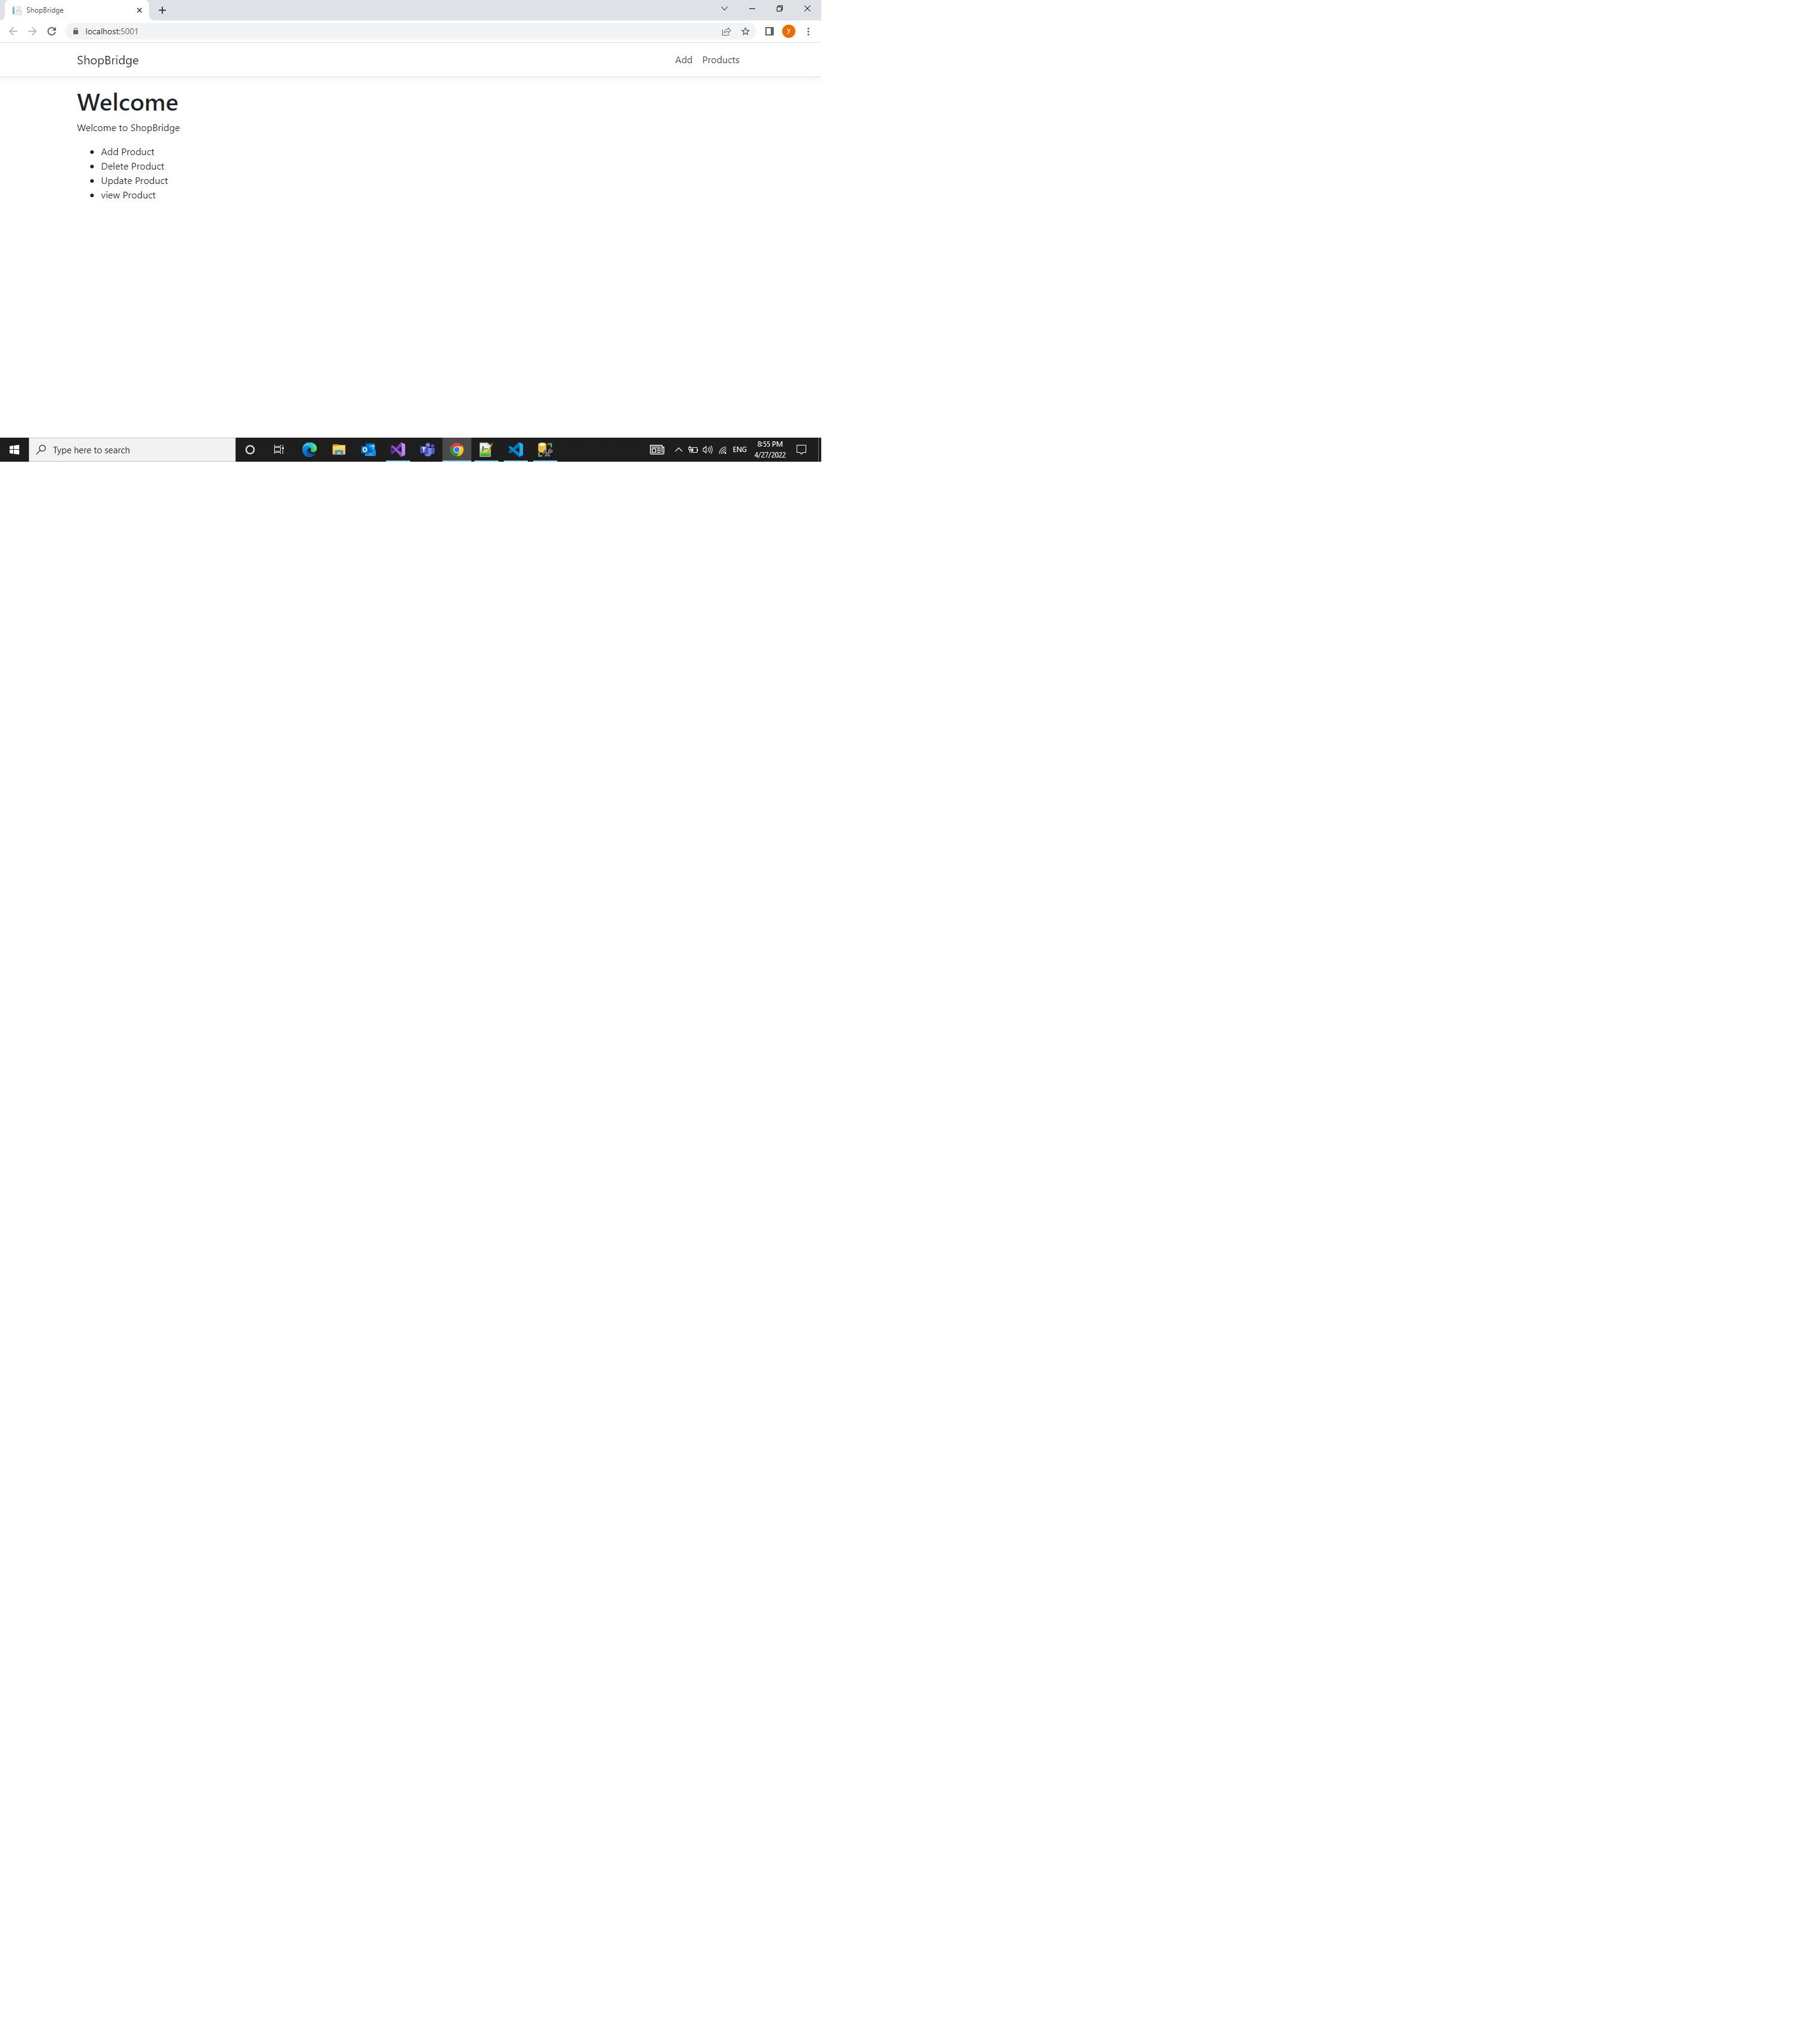 ShopBridge
localhost:5001
Y
ShopBridge
Add
Products
Welcome
Welcome to ShopBridge
Add Product
Delete Product
Update Product
view Product
Type here to search
ENG
8:55 PM
4/27/2022